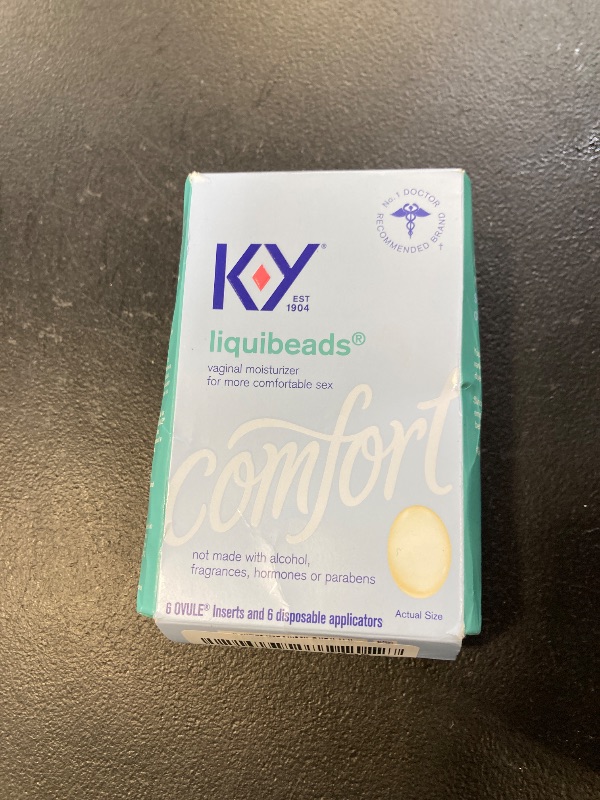 No. 1 DOCTOR
RECOMMENDED BRAND
K-Y®
EST
1904
liquibeads®
vaginal moisturizer
for more comfortable sex
comfort
not made with alcohol,
fragrances, hormones or parabens
6 OVULE® Inserts and 6 disposable applicators
Actual Size